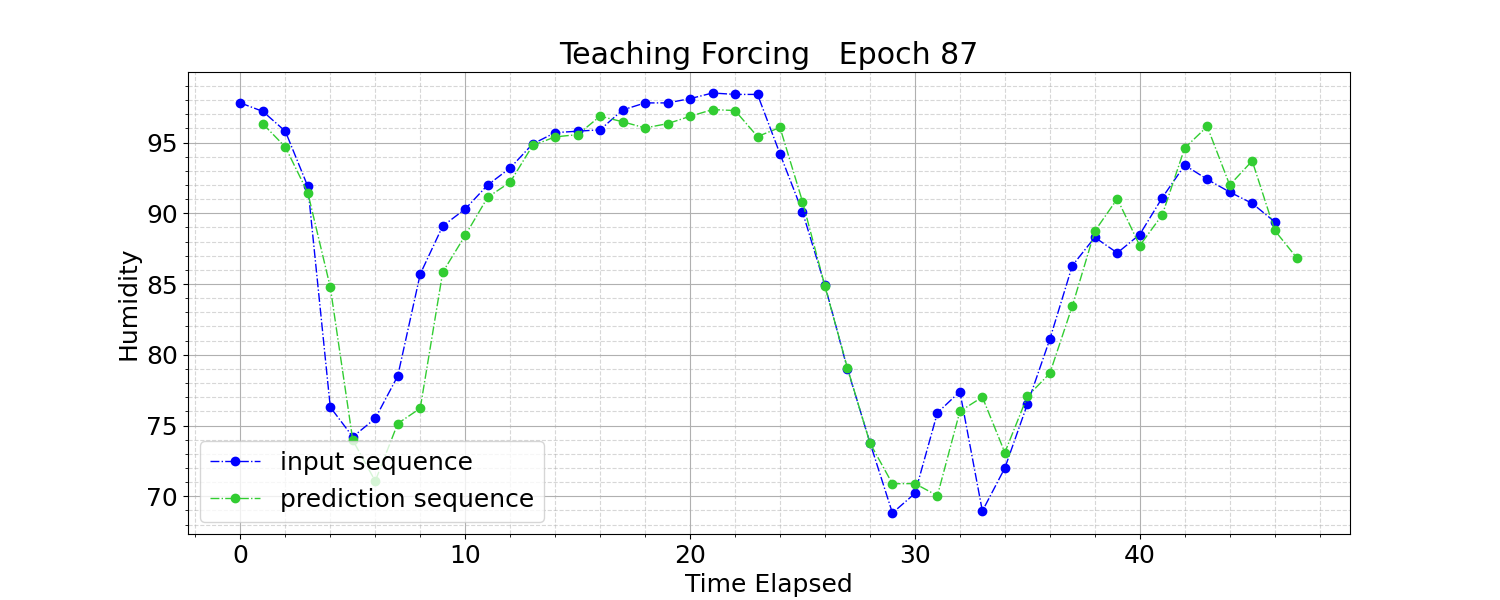 Teaching Forcing   Epoch 87
Humidity
95
90
85
80
75
70
input sequence
prediction sequence
0 10 20 30 40
Time Elapsed